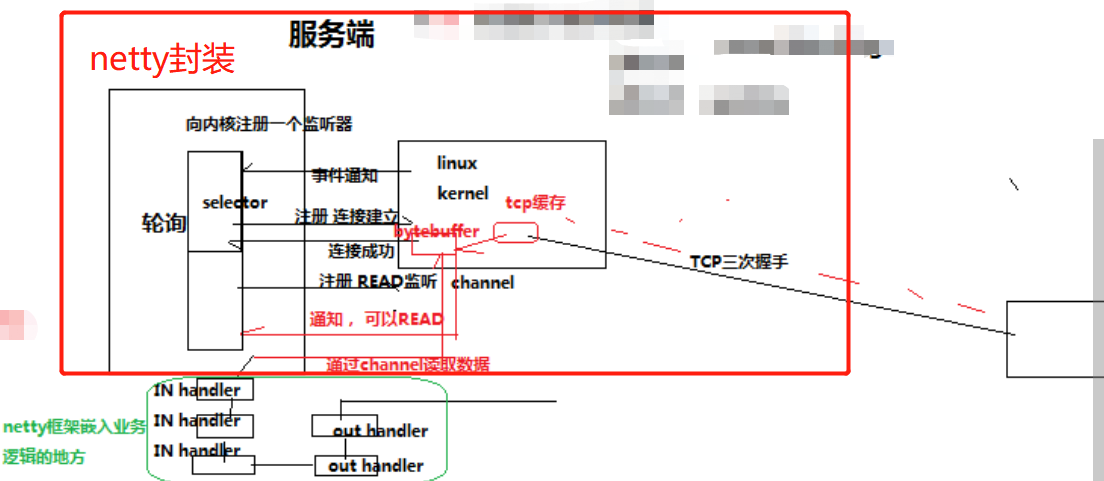 服务端
netty封装
向内核注册一个监听器
linux
事件通知
kernel
selector
tcp缓存
轮询
注册 连接建立
bytebuffer
连接成功
TCP三次握手
注册 READ监听
channel
通知，可以READ
通过channel读取数据
IN handler
IN handler
netty框架嵌入业务
逻辑的地方
out handler
IN handler
out handler